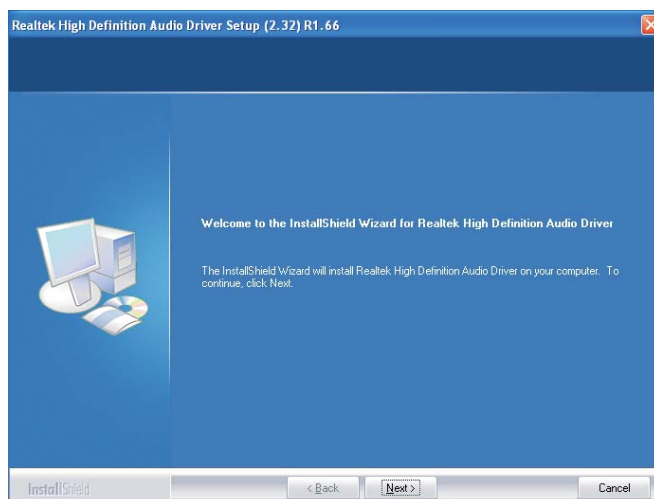 Realtek High Definition Audio Driver Setup (2.32) R1.66
Welcome to the InstallShield Wizard for Realtek High Definition Audio Driver
The InstallShield Wizard will install Realtek High Definition Audio Driver on your computer. To
continue, click Next.
InstallShield
< Back
Next >
Cancel